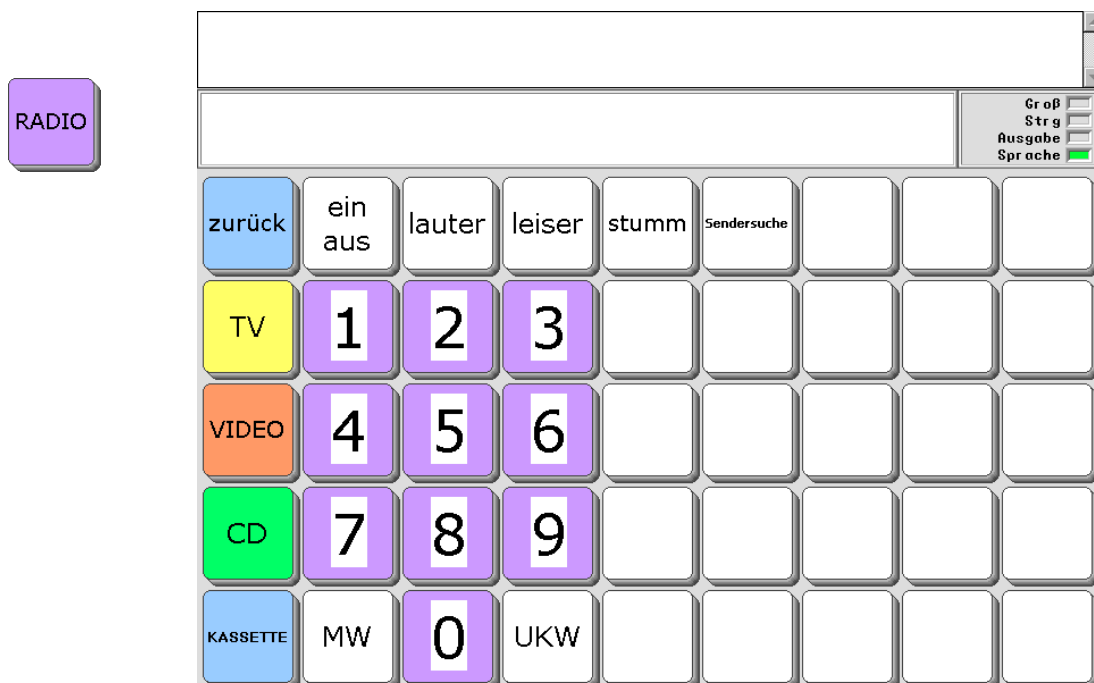 RADIO
Groß
Strg
Ausgabe
Sprache
zurück
ein
aus
lauter
leiser
stumm
Sendersuche
TV
1
2
3
VIDEO
4
5
6
CD
7
8
9
KASSETTE
MW
0
UKW